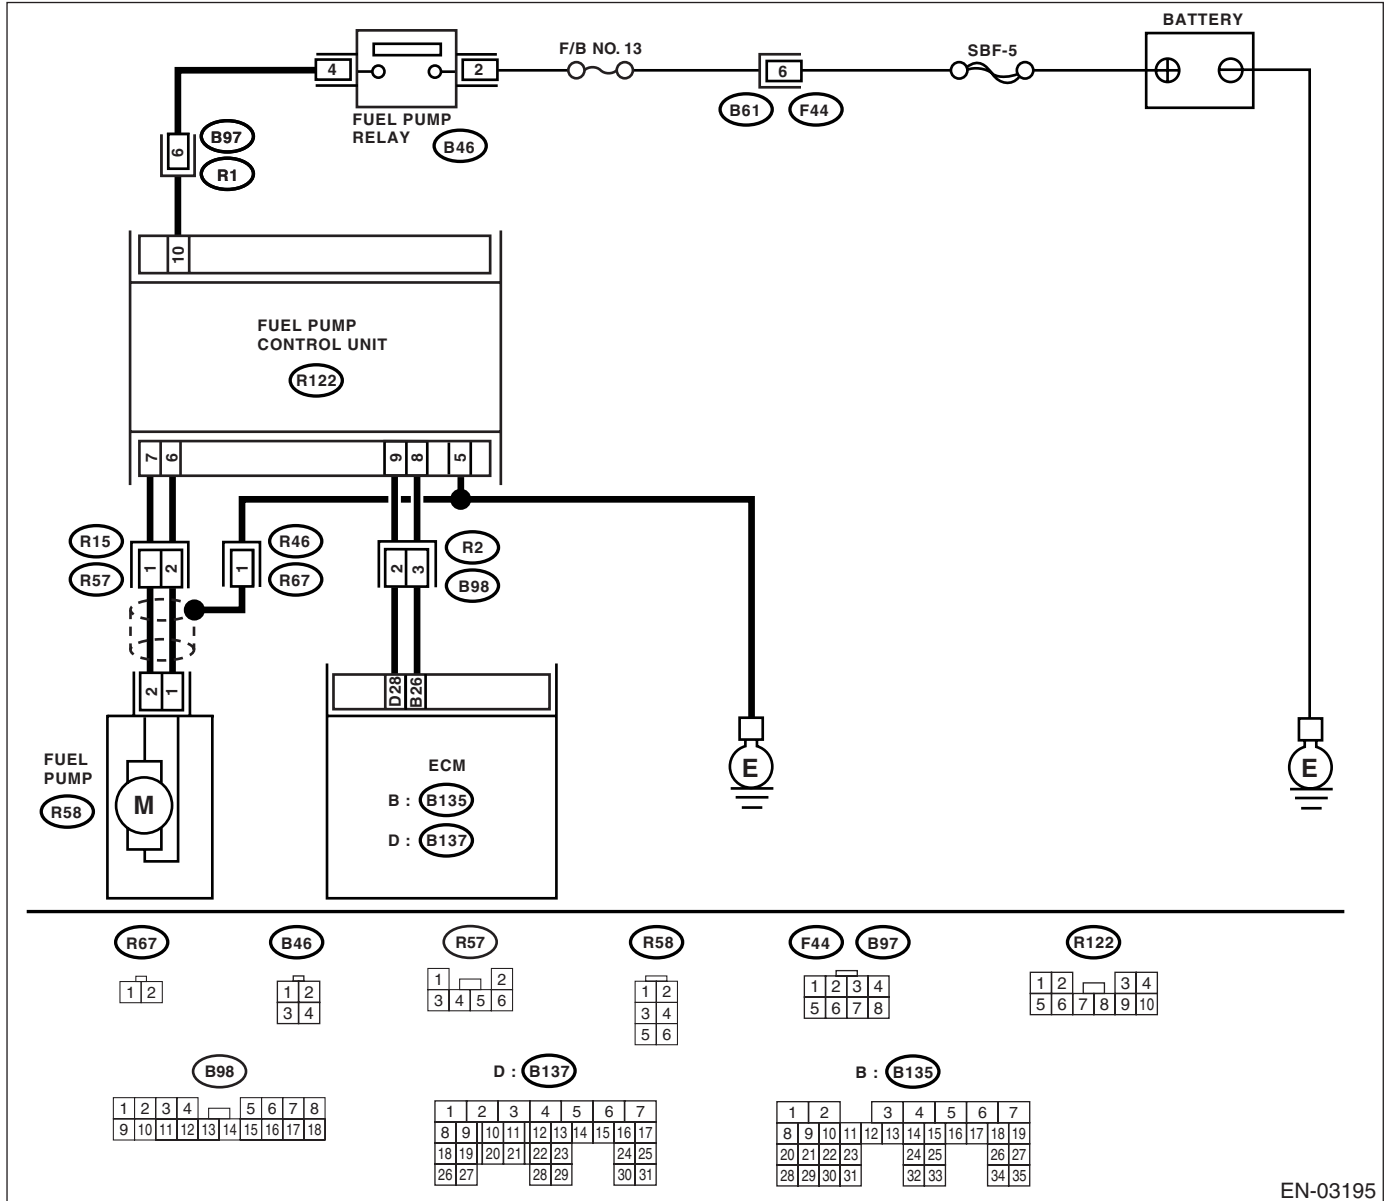 BATTERY
F/B NO. 13
SBF-5
4
2
6
B61 F44
FUEL PUMP
RELAY
B46
6
B97
R1
10
FUEL PUMP
CONTROL UNIT
R122
7 6 9 8 5
R15
R57
1 2
1
R46
R67
2 3
R2
B98
2 1
D28 B26
FUEL
PUMP
R58
M
ECM
B : B135
D : B137
E
E
R67
1 2
B46
1 2
3 4
R57
1 2
3 4 5 6
R58
1 2
3 4
5 6
F44 B97
1 2 3 4
5 6 7 8
R122
1 2 3 4
5 6 7 8 9 10
B98
1 2 3 4 5 6 7 8
9 10 11 12 13 14 15 16 17 18
D : B137
1 2 3 4 5 6 7
8 9 10 11 12 13 14 15 16 17
18 19 20 21 22 23 24 25
26 27 28 29 30 31
B : B135
1 2 3 4 5 6 7
8 9 10 11 12 13 14 15 16 17 18 19
20 21 22 23 24 25 26 27
28 29 30 31 32 33 34 35
EN-03195